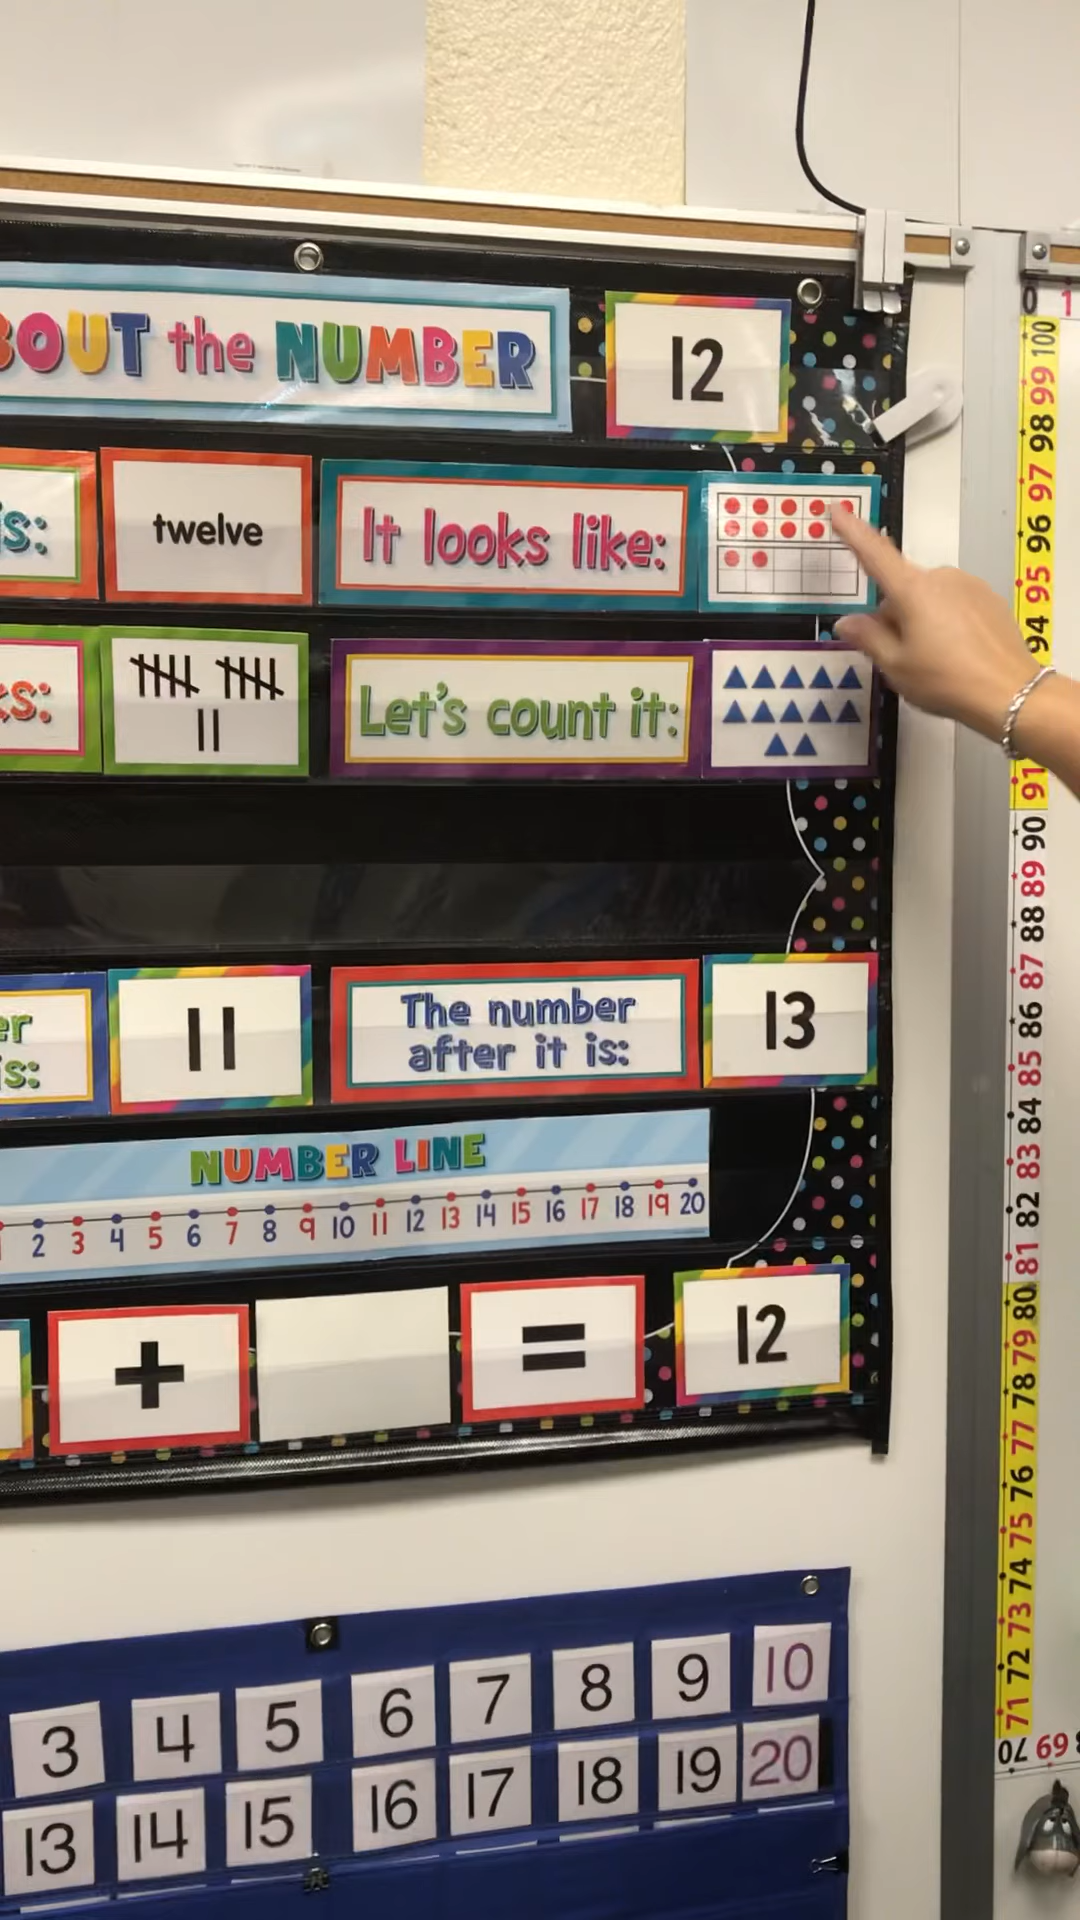 BOUT the NUMBER
12
is:
twelve
It looks like:
ks:
Let's count it:
er
is:
11
The number
after it is:
13
NUMBER LINE
2 3 4 5 6 7 8 9 10 11 12 13 14 15 16 17 18 19 20
+
=
12
3 4 5 6 7 8 9 10
13 14 15 16 17 18 19 20
0 1
100
99
98
97
96
95
94
91
90
89
88
87
86
85
84
83
82
81
80
79
78
77
76
75
74
73
72
71
70 69